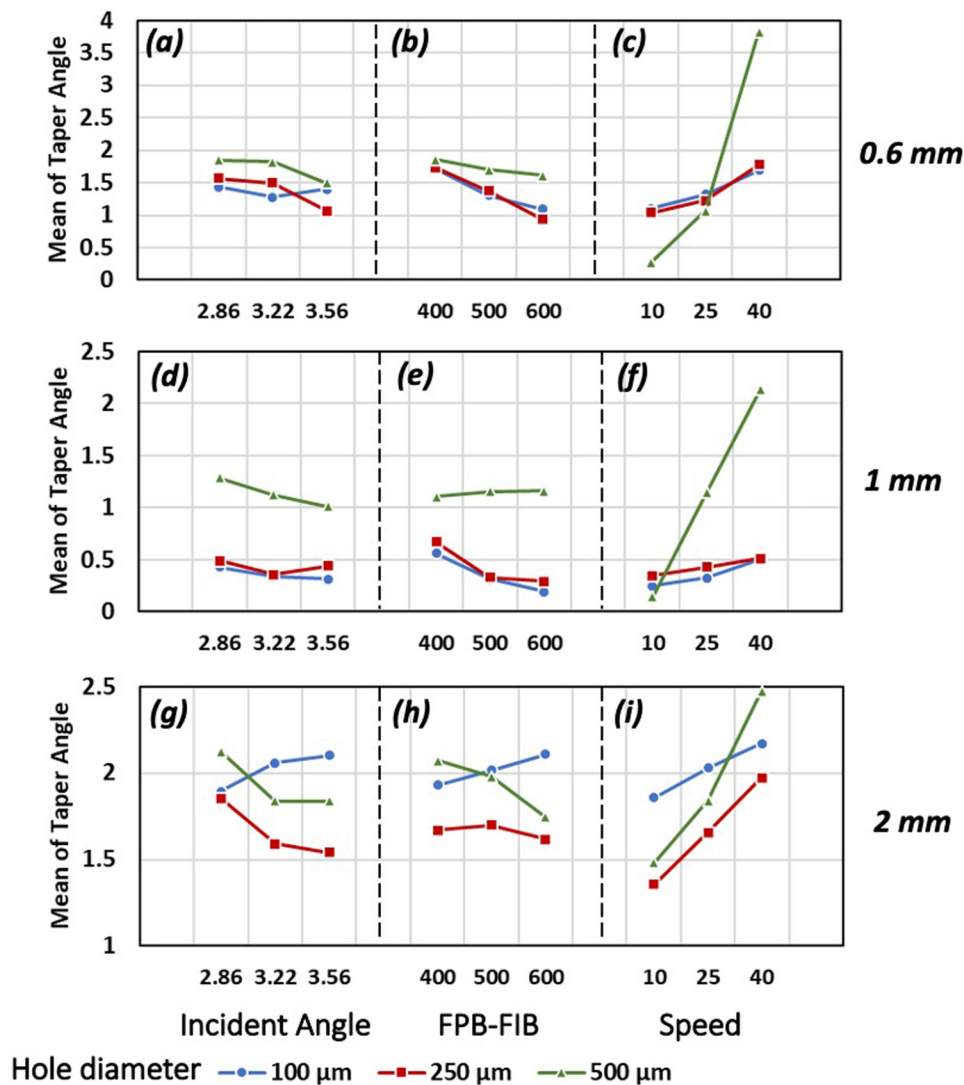 Mean of Taper Angle
4
3.5
3
2.5
2
1.5
1
0.5
0
(a) (b) (c)
0.6 mm
2.86 3.22 3.56 400 500 600 10 25 40
Mean of Taper Angle
2.5
2
1.5
1
0.5
0
(d) (e) (f)
1 mm
2.86 3.22 3.56 400 500 600 10 25 40
Mean of Taper Angle
2.5
2
1.5
1
(g) (h) (i)
2 mm
2.86 3.22 3.56 400 500 600 10 25 40
Incident Angle FPB-FIB Speed
Hole diameter 100 μm 250 μm 500 μm